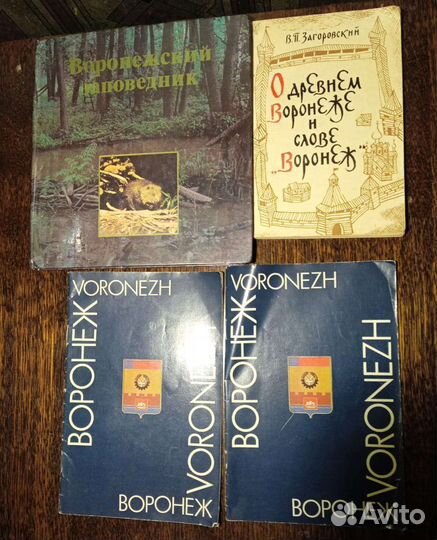 Воронежский
заповедник
В.П. Загоровский
О древнем
Воронеже
и
слове
„Воронеж"
VORONEZH
ВОРОНЕЖ
VORONEZH
ВОРОНЕЖ
VORONEZH
ВОРОНЕЖ
VORONEZH
ВОРОНЕЖ
Avito